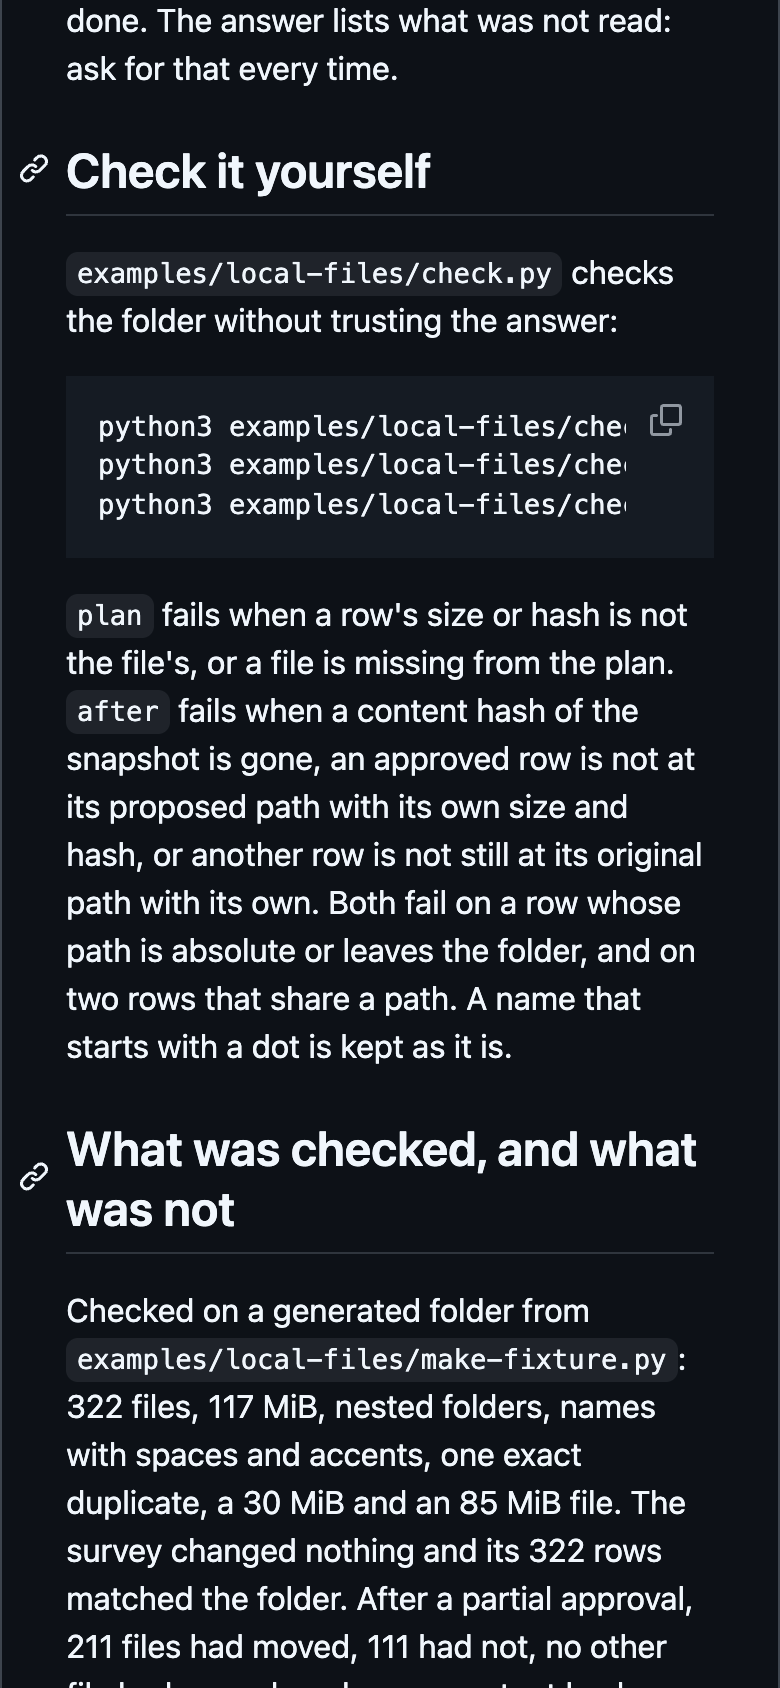 done. The answer lists what was not read:
ask for that every time.
Check it yourself
examples/local-files/check.py checks
the folder without trusting the answer:
python3 examples/local-files/che
python3 examples/local-files/che
python3 examples/local-files/che
plan fails when a row's size or hash is not
the file's, or a file is missing from the plan.
after fails when a content hash of the
snapshot is gone, an approved row is not at
its proposed path with its own size and
hash, or another row is not still at its original
path with its own. Both fail on a row whose
path is absolute or leaves the folder, and on
two rows that share a path. A name that
starts with a dot is kept as it is.
What was checked, and what
was not
Checked on a generated folder from
examples/local-files/make-fixture.py:
322 files, 117 MiB, nested folders, names
with spaces and accents, one exact
duplicate, a 30 MiB and an 85 MiB file. The
survey changed nothing and its 322 rows
matched the folder. After a partial approval,
211 files had moved, 111 had not, no other